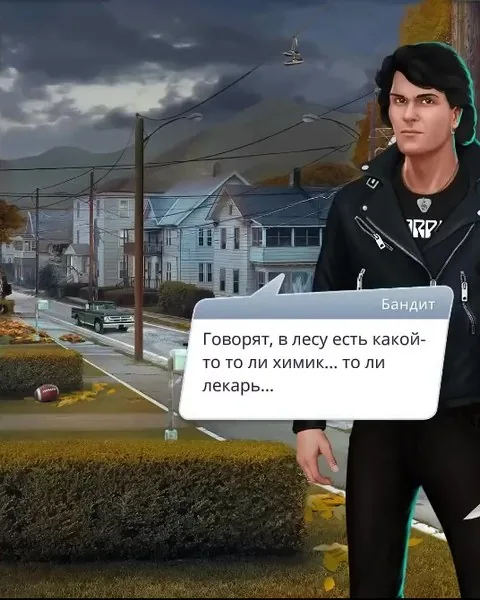 Бандит
Говорят, в лесу есть какой-
то то ли химик... то ли
лекарь...